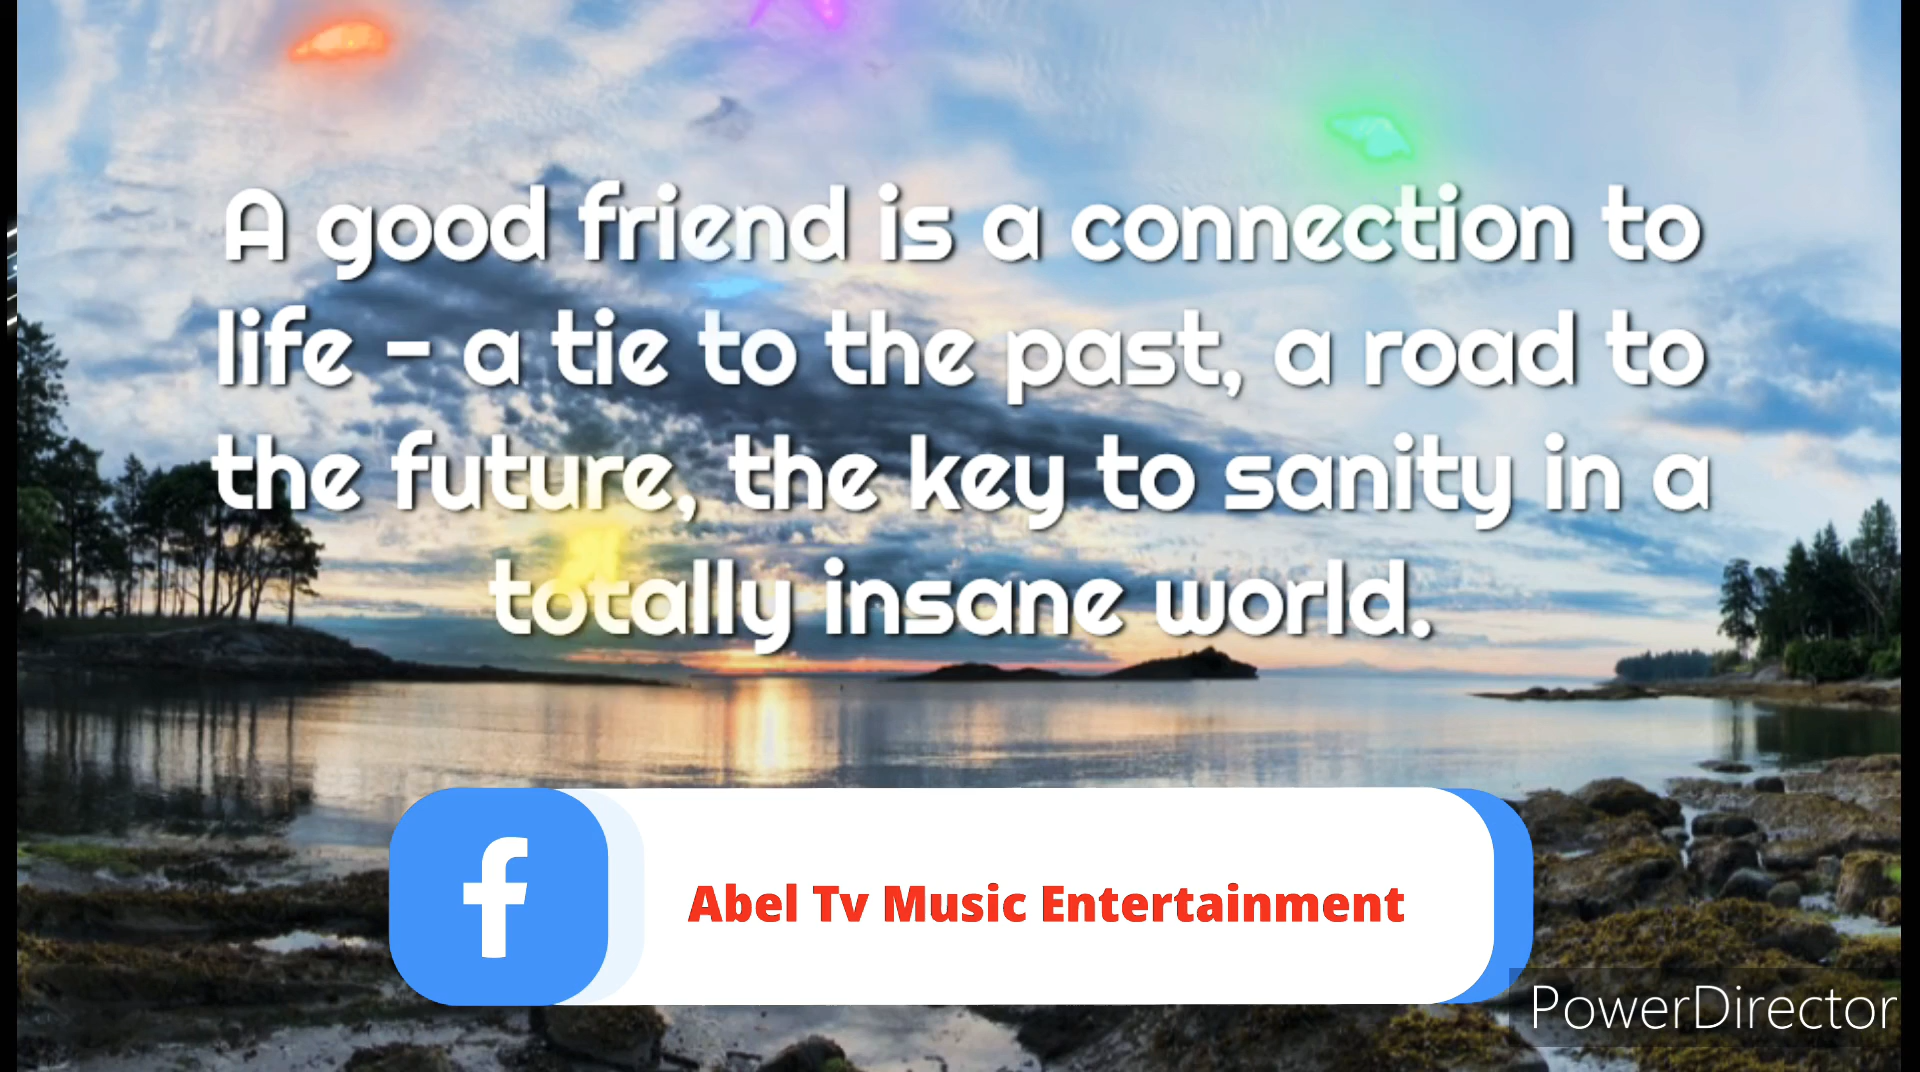 A good friend is a connection to
life - a tie to the past, a road to
the future, the key to sanity in a
totally insane world.
f
Abel Tv Music Entertainment
PowerDirector